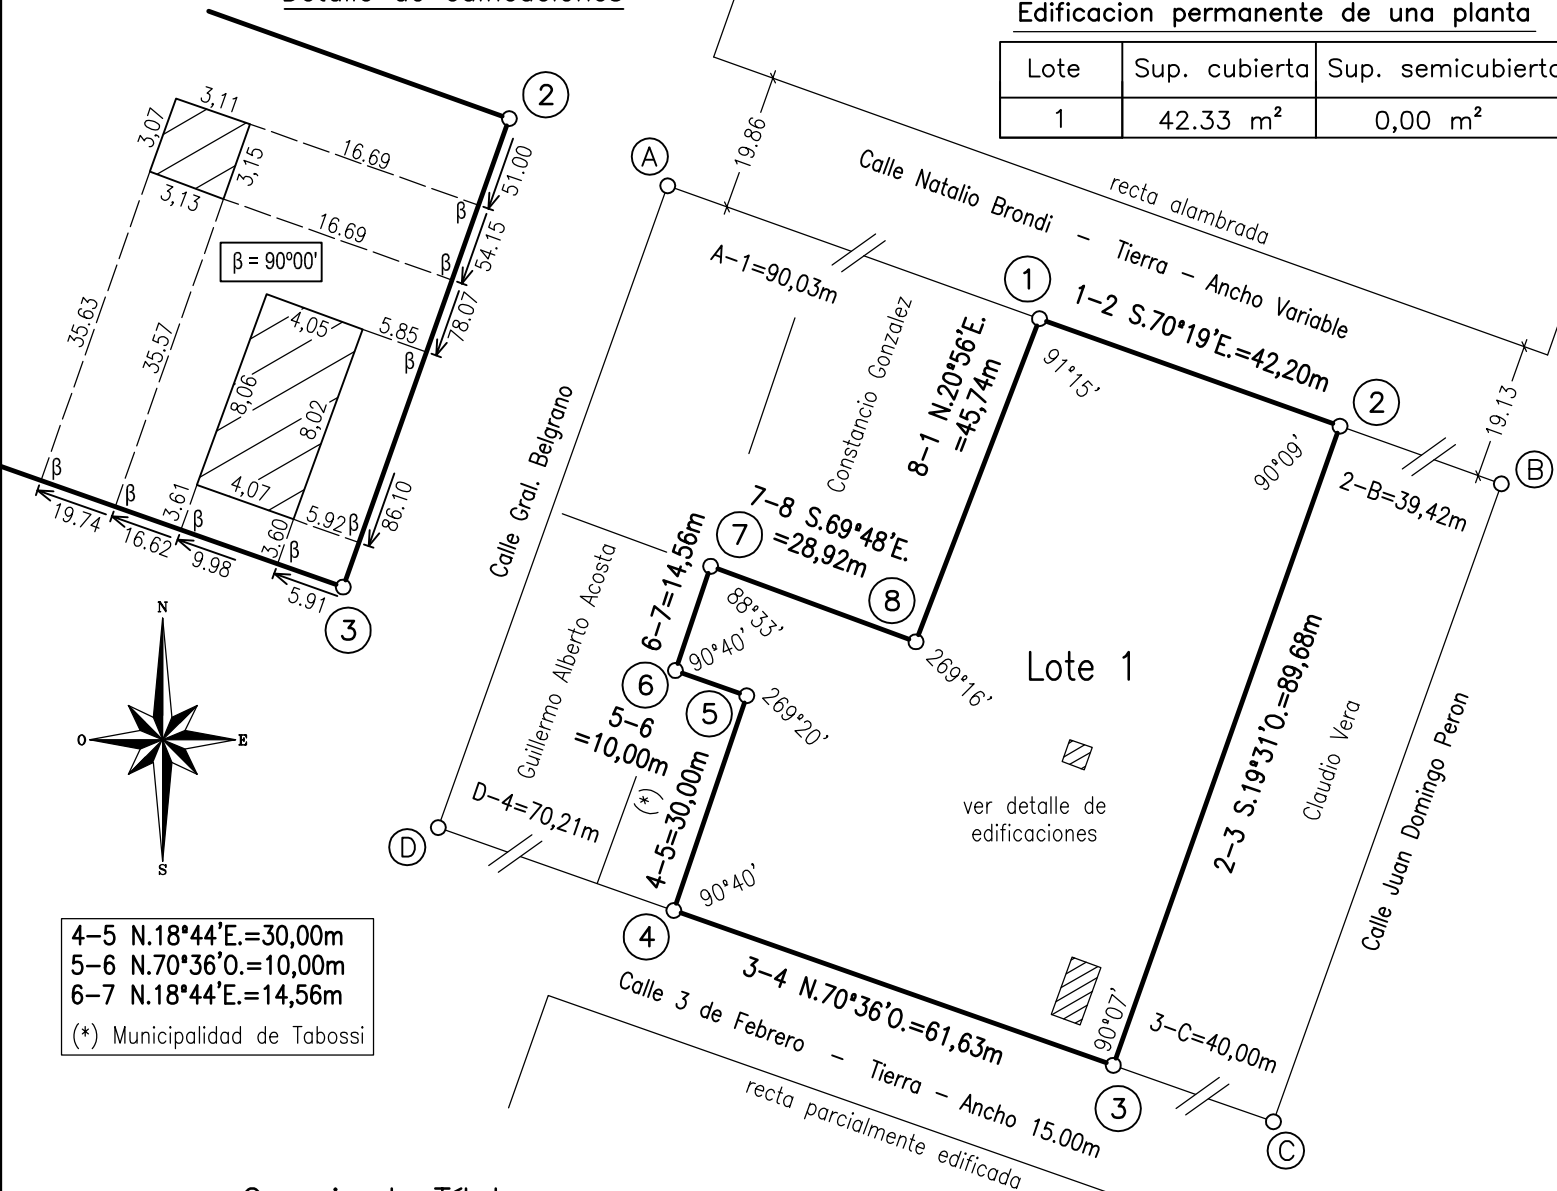 Detalle de edificaciones
Edificacion permanente de una planta
Lote
Sup. cubierta
Sup. semicubierta
1
42.33 m²
0,00 m²
2
3,11
3,07
3,15
3,13
16.69
16.69
51.00
54.15
78.07
β
β
β
β = 90°00'
35.63
35.57
4,05
5.85
8,06
8,02
4,07
5.92
β
86.10
3.61
3.60
β
β
β
β
19.74
16.62
9.98
5.91
3
N
O
E
S
4-5 N.18°44'E.=30,00m
5-6 N.70°36'O.=10,00m
6-7 N.18°44'E.=14,56m
(*) Municipalidad de Tabossi
A
19.86
Calle Natalio Brondi - Tierra - Ancho Variable
recta alambrada
A-1=90,03m
1
1-2 S.70°19'E.=42,20m
2
19.13
B
2-B=39,42m
91°15'
90°09'
8-1 N.20°56'E.
=45,74m
Constancio Gonzalez
Calle Gral. Belgrano
7-8 S.69°48'E.
=28,92m
7
8
6-7=14,56m
88°33'
90°40'
269°16'
6
5
269°20'
5-6
=10,00m
Guillermo Alberto Acosta
Lote 1
ver detalle de
edificaciones
2-3 S.19°31'O.=89,68m
Claudio Vera
Calle Juan Domingo Peron
D
D-4=70,21m
(*)
4-5=30,00m
90°40'
4
3-4 N.70°36'O.=61,63m
90°07'
3-C=40,00m
3
C
Calle 3 de Febrero - Tierra - Ancho 15.00m
recta parcialmente edificada